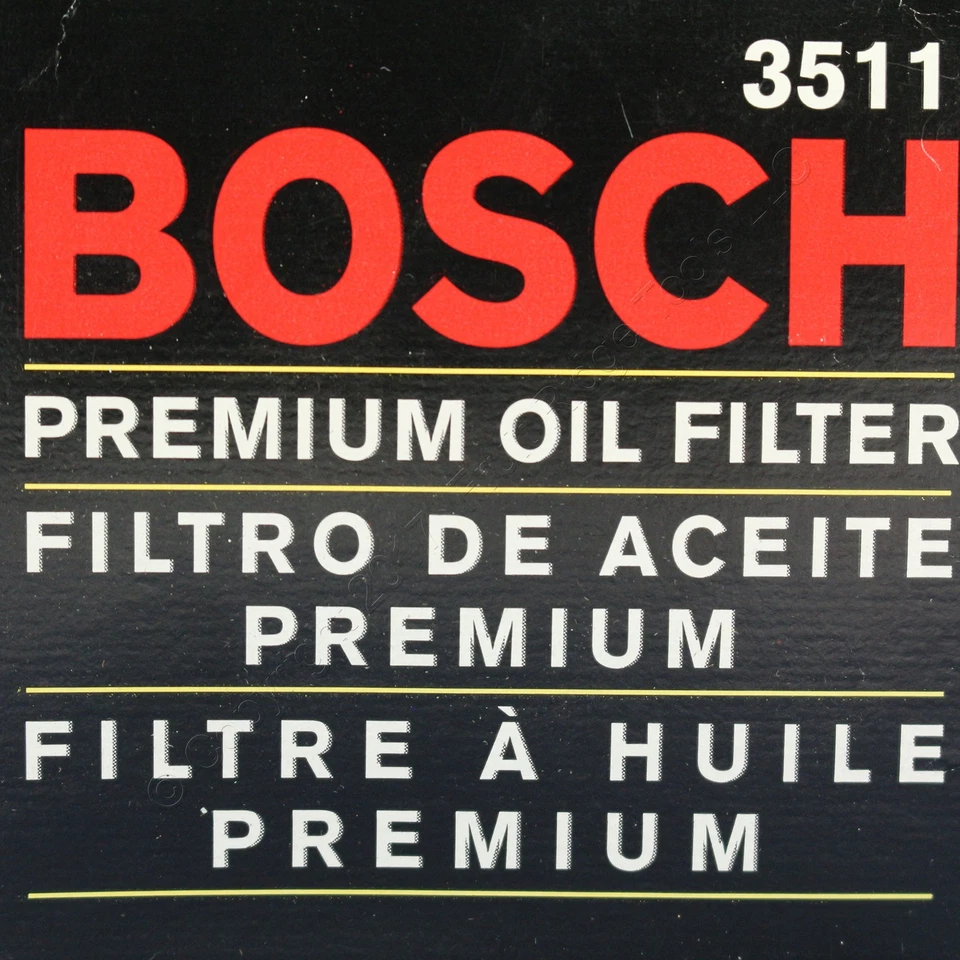 3511
BOSCH
PREMIUM OIL FILTER
FILTRO DE ACEITE
PREMIUM
FILTRE À HUILE
PREMIUM